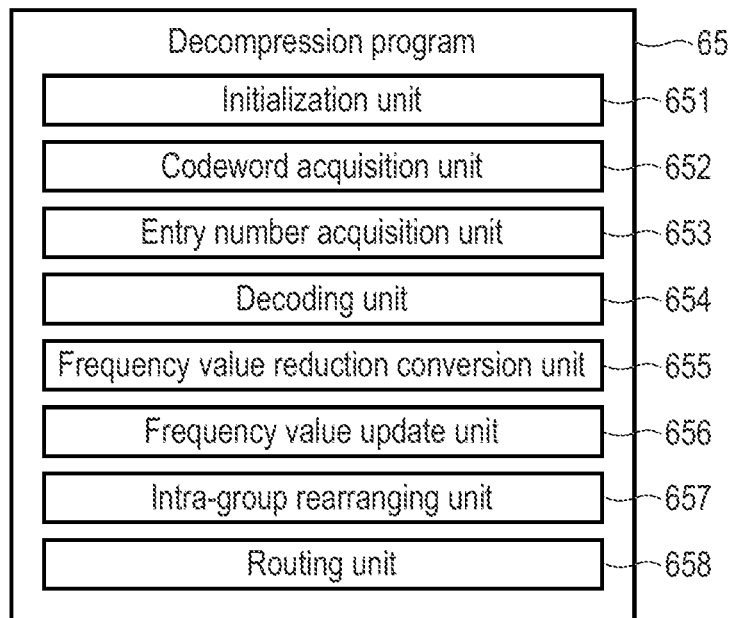 Decompression program 65
Initialization unit 651
Codeword acquisition unit 652
Entry number acquisition unit 653
Decoding unit 654
Frequency value reduction conversion unit 655
Frequency value update unit 656
Intra-group rearranging unit 657
Routing unit 658